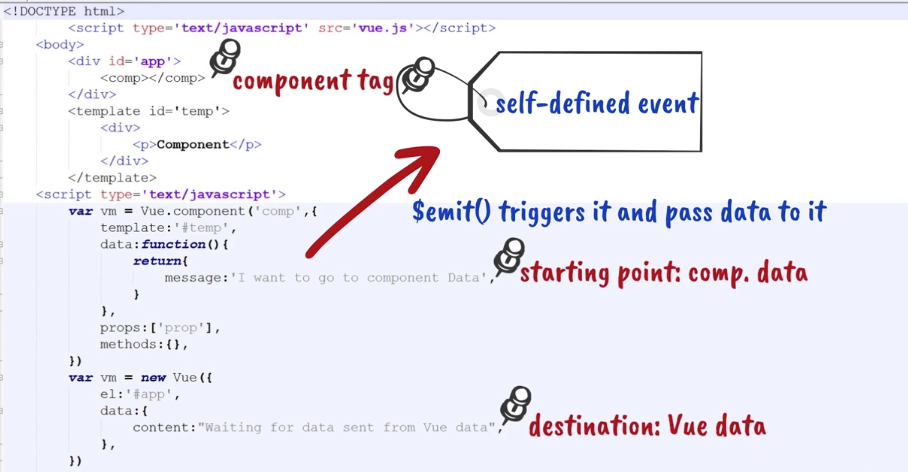 <!DOCTYPE html>
<script type='text/javascript' src='vue.js'></script>
<body>
<div id='app'>
<comp></comp>
component tag
</div>
<template id='temp'>
<div>
<p>Component</p>
</div>
</template>
self-defined event
<script type='text/javascript'>
var vm = Vue.component('comp',{
template:'#temp',
$emit() triggers it and pass data to it
data:function(){
return{
message:'I want to go to component Data',
starting point: comp. data
}
},
props:['prop'],
methods:{},
})
var vm = new Vue({
el:'#app',
data:{
content:"Waiting for data sent from Vue data",
destination: Vue data
},
})